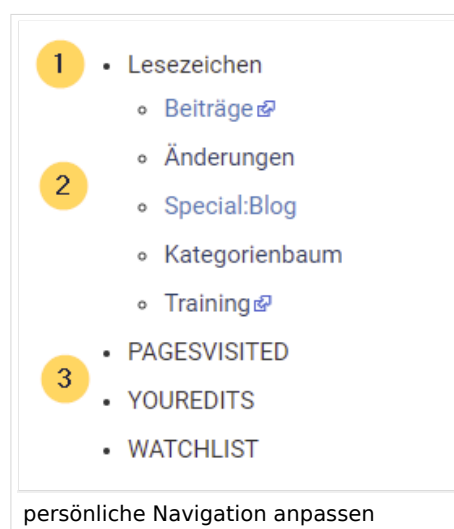 1 Lesezeichen
Beiträge
Änderungen
2
Special:Blog
Kategorienbaum
Training
PAGESVISITED
3
YOUREDITS
WATCHLIST
persönliche Navigation anpassen